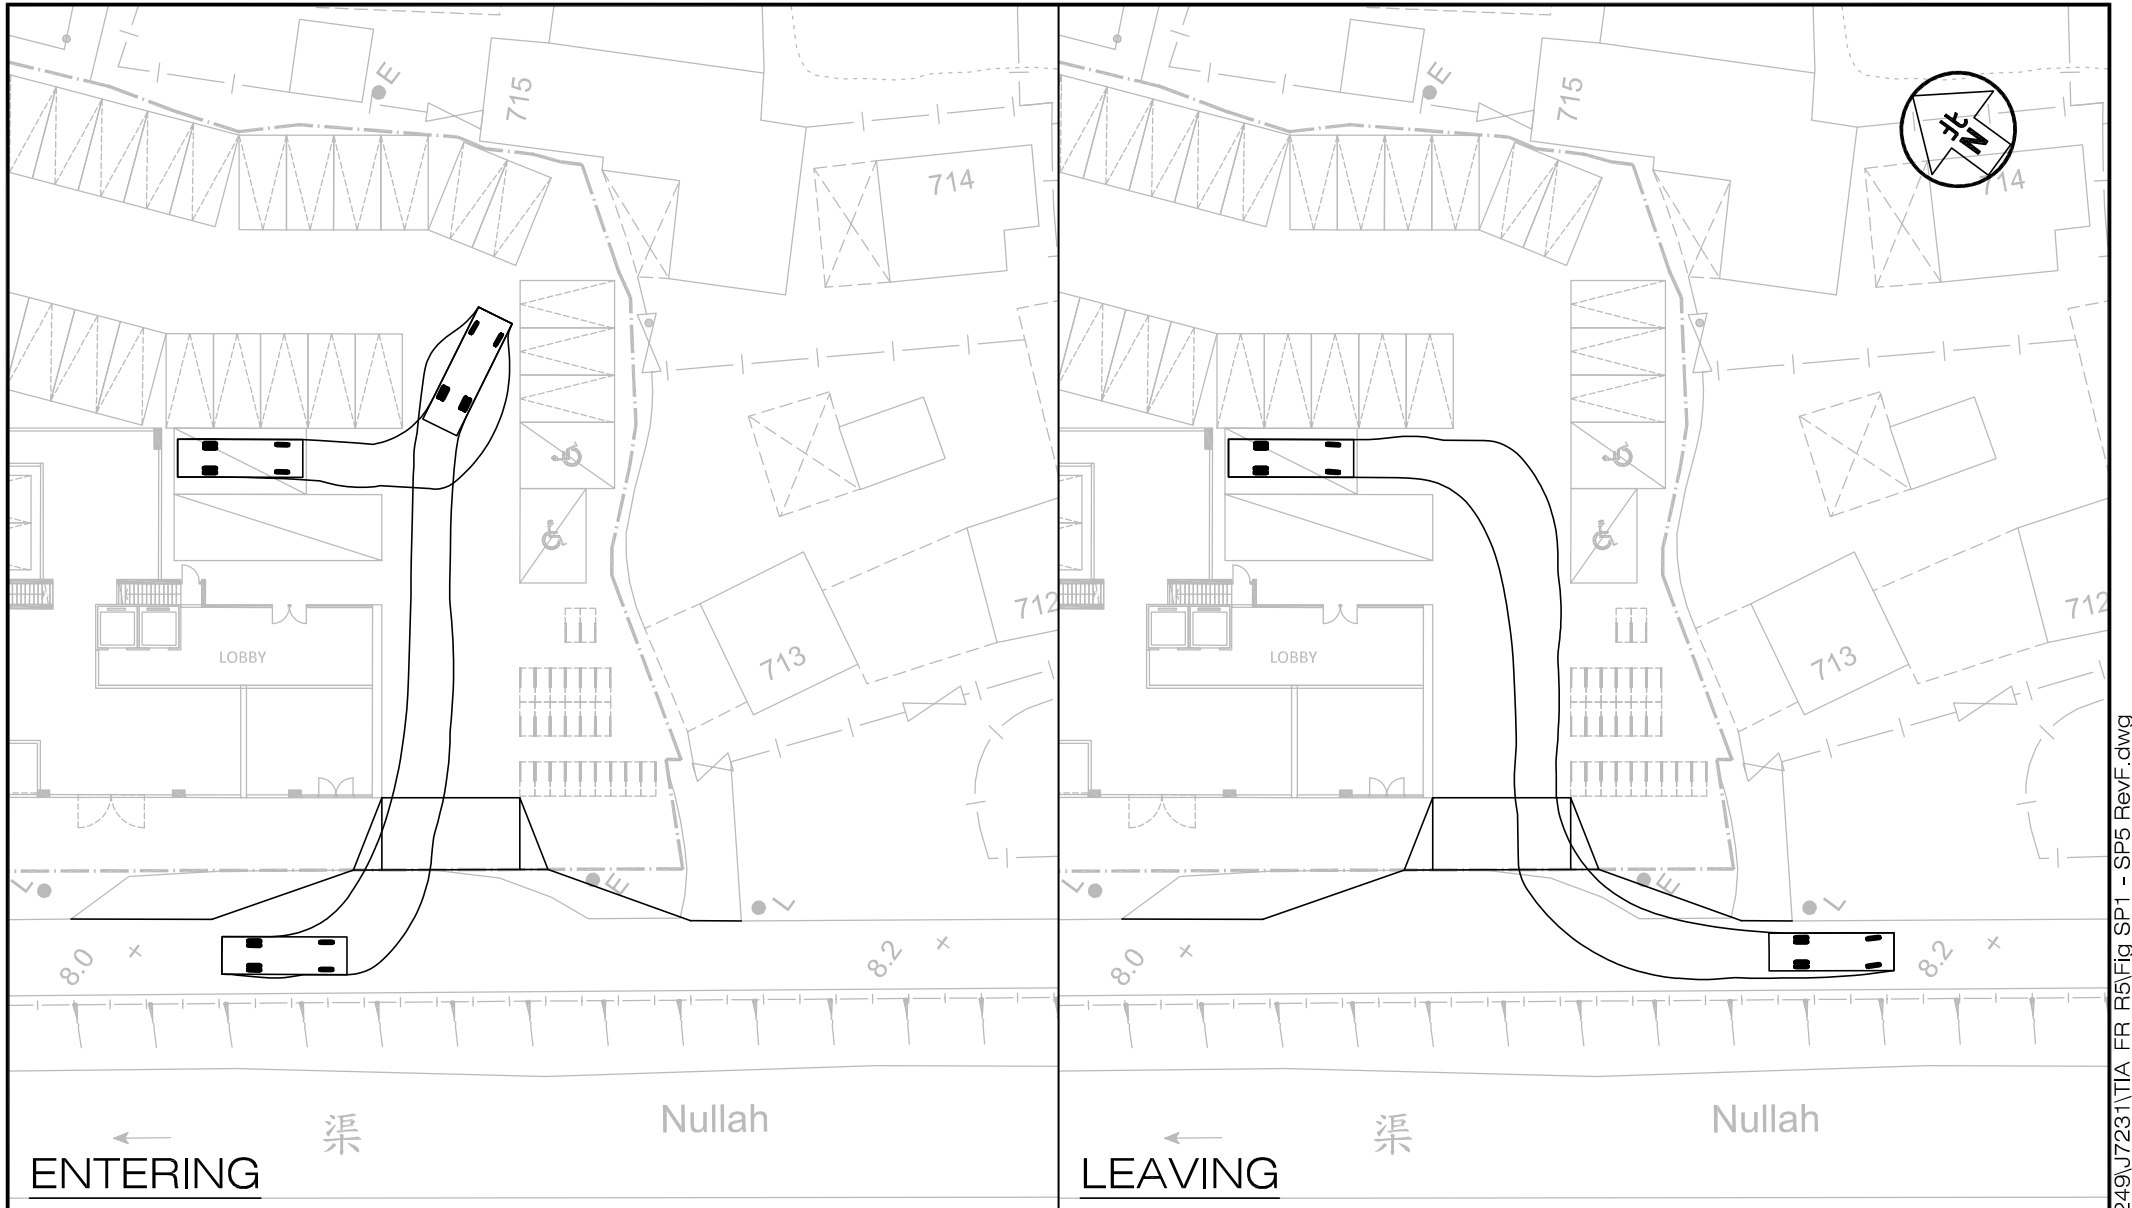 E
715
714
712
713
LOBBY
L
E
L
8.0
8.2
渠
Nullah
ENTERING
E
715
北
N
714
712
713
LOBBY
L
E
L
8.0
8.2
渠
Nullah
LEAVING
249\J7231\TIA FR R5\Fig SP1 - SP5 RevF.dwg